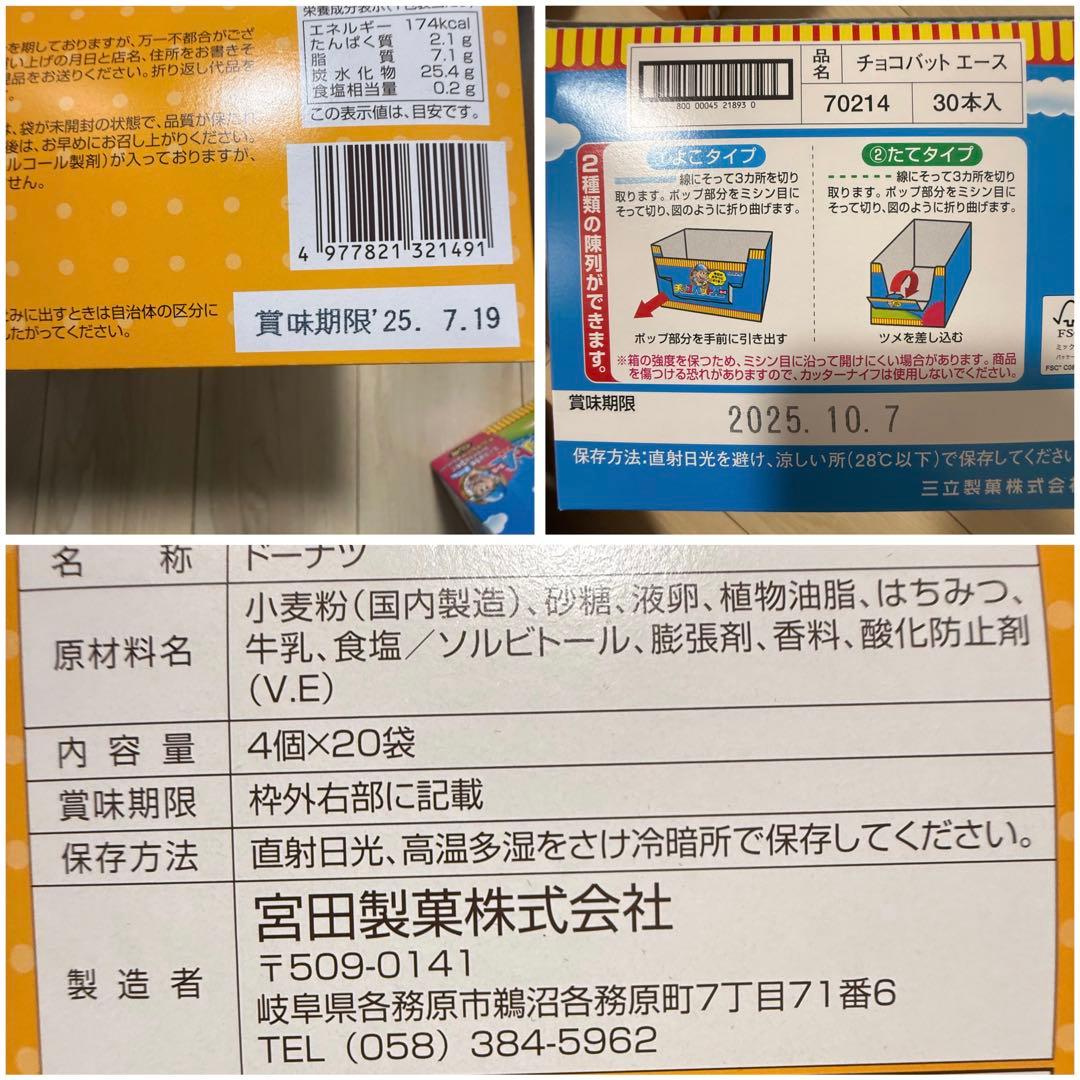 栄養成分表示
エネルギー 174kcal
たんぱく質 2.1g
脂質 7.1g
炭水化物 25.4g
食塩相当量 0.2g
この表示値は、目安です。
を期しておりますが、万一不都合がござ
い上げの月日と店名、住所をお書きそ
品をお送りください。折り返し代品を
す。
は、袋が未開封の状態で、品質が保たれ
後は、お早めにお召し上がりください。
ルコール製剤)が入っておりますが、
せん。
4 977821 321491
に出すときは自治体の区分に
たがってください。
賞味期限'25. 7.19
800 00045 21893 0
品名 チョコバット エース
70214 30本入
2種類の陳列ができます。
よこタイプ
線にそって3カ所を切り
取ります。ポップ部分をミシン目に
そって切り、図のように折り曲げます。
ポップ部分を手前に引き出す
②たてタイプ
線にそって3カ所を切り
取ります。ポップ部分をミシン目に
そって切り、図のように折り曲げます。
ツメを差し込む
※箱の強度を保つため、ミシン目に沿って開けにくい場合があります。商品
を傷つける恐れがありますので、カッターナイフは使用しないでください。
FSC
ミック
賞味期限
2025.10.7
保存方法:直射日光を避け、涼しい所(28℃以下)で保存してくださ
三立製菓株式会
名称 ドーナツ
原材料名 小麦粉(国内製造)、砂糖、液卵、植物油脂、はちみつ、
牛乳、食塩/ソルビトール、膨張剤、香料、酸化防止剤
(V.E)
内容量 4個×20袋
賞味期限 枠外右部に記載
保存方法 直射日光、高温多湿をさけ冷暗所で保存してください。
製造者 宮田製菓株式会社
〒509-0141
岐阜県各務原市鵜沼各務原町7丁目71番6
TEL (058) 384-5962